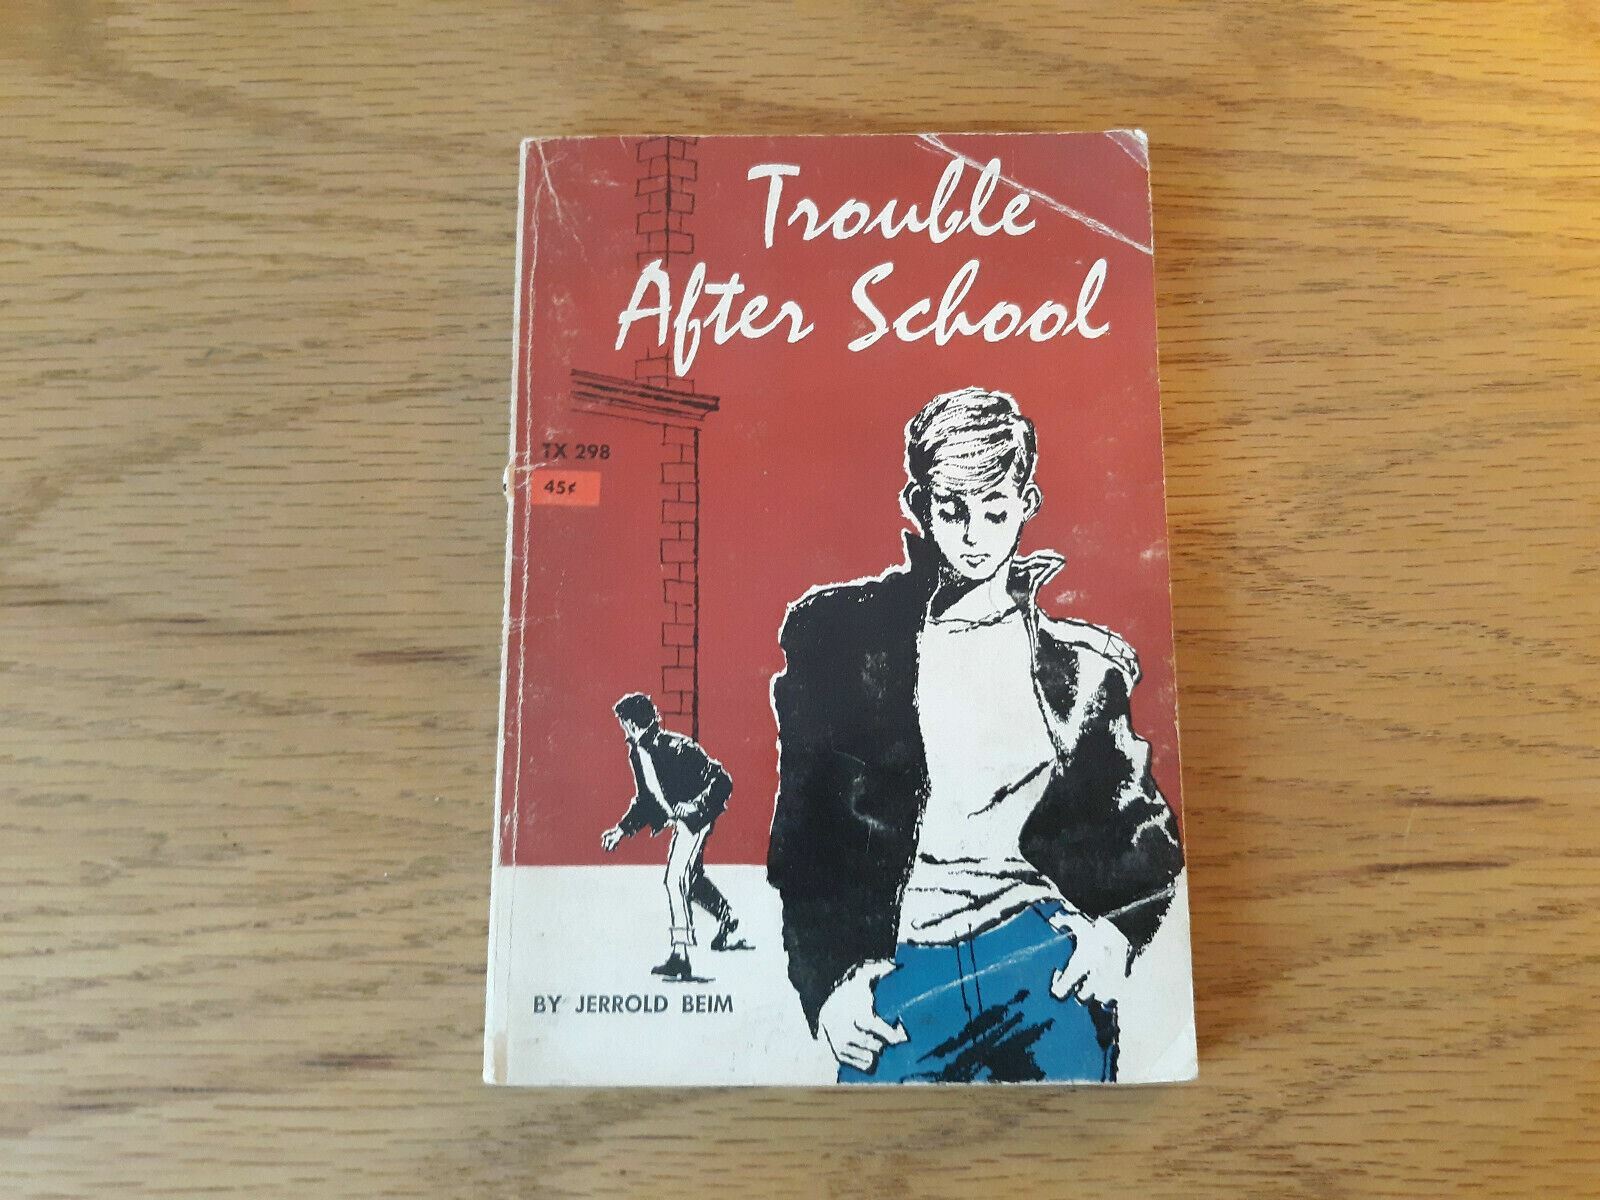 Trouble
After School
TX 298
45¢
BY JERROLD BEIM